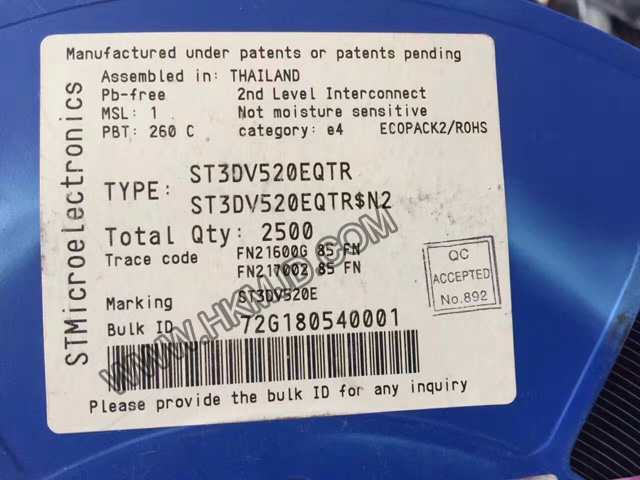 Manufactured under patents or patents pending
Assembled in: THAILAND
Pb-free 2nd Level Interconnect
MSL: 1 Not moisture sensitive
PBT: 260 C category: e4 ECOPACK2/ROHS
STMicroelectronics
TYPE: ST3DV520EQTR
ST3DV520EQTR$N2
Total Qty: 2500
Trace code FN21600G 85 FN
FN217002 85 FN
Marking ST3DV520E
Bulk ID 72G180540001
Please provide the bulk ID for any inquiry
QC
ACCEPTED
No.892
WWW.HKMJD.COM